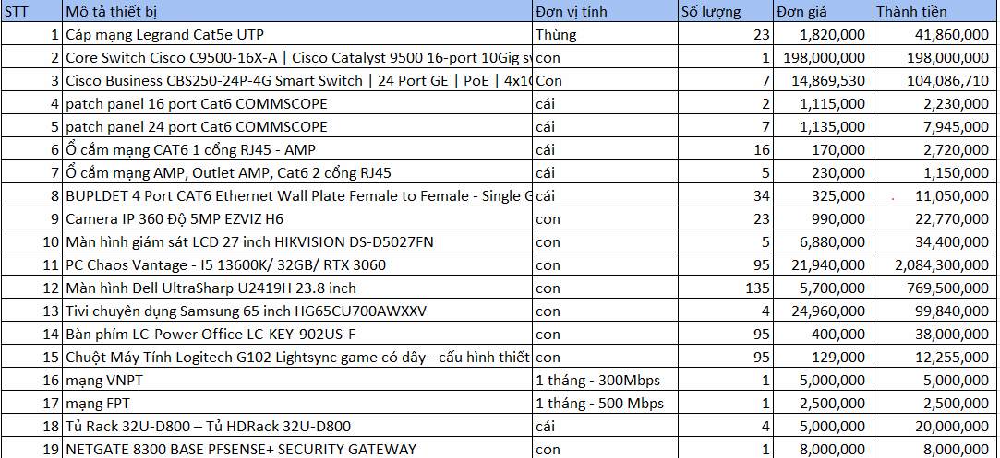 STT Mô tả thiết bị Đơn vị tính Số lượng Đơn giá Thành tiền
1 Cáp mạng Legrand Cat5e UTP Thùng 23 1,820,000 41,860,000
2 Core Switch Cisco C9500-16X-A | Cisco Catalyst 9500 16-port 10Gig sv con 1 198,000,000 198,000,000
3 Cisco Business CBS250-24P-4G Smart Switch | 24 Port GE | PoE | 4x1G Con 7 14,869,530 104,086,710
4 patch panel 16 port Cat6 COMMSCOPE cái 2 1,115,000 2,230,000
5 patch panel 24 port Cat6 COMMSCOPE cái 7 1,135,000 7,945,000
6 Ổ cắm mạng CAT6 1 cổng RJ45 - AMP cái 16 170,000 2,720,000
7 Ổ cắm mạng AMP, Outlet AMP, Cat6 2 cổng RJ45 cái 5 230,000 1,150,000
8 BUPLDET 4 Port CAT6 Ethernet Wall Plate Female to Female - Single G cái 34 325,000 11,050,000
9 Camera IP 360 Độ 5MP EZVIZ H6 con 23 990,000 22,770,000
10 Màn hình giám sát LCD 27 inch HIKVISION DS-D5027FN con 5 6,880,000 34,400,000
11 PC Chaos Vantage - I5 13600K/ 32GB/ RTX 3060 con 95 21,940,000 2,084,300,000
12 Màn hình Dell UltraSharp U2419H 23.8 inch con 135 5,700,000 769,500,000
13 Tivi chuyên dụng Samsung 65 inch HG65CU700AWXXV con 4 24,960,000 99,840,000
14 Bàn phím LC-Power Office LC-KEY-902US-F con 95 400,000 38,000,000
15 Chuột Máy Tính Logitech G102 Lightsync game có dây - cấu hình thiết con 95 129,000 12,255,000
16 mạng VNPT 1 tháng - 300Mbps 1 5,000,000 5,000,000
17 mạng FPT 1 tháng - 500 Mbps 1 2,500,000 2,500,000
18 Tủ Rack 32U-D800 – Tủ HDRack 32U-D800 cái 4 5,000,000 20,000,000
19 NETGATE 8300 BASE PFSENSE+ SECURITY GATEWAY con 1 8,000,000 8,000,000